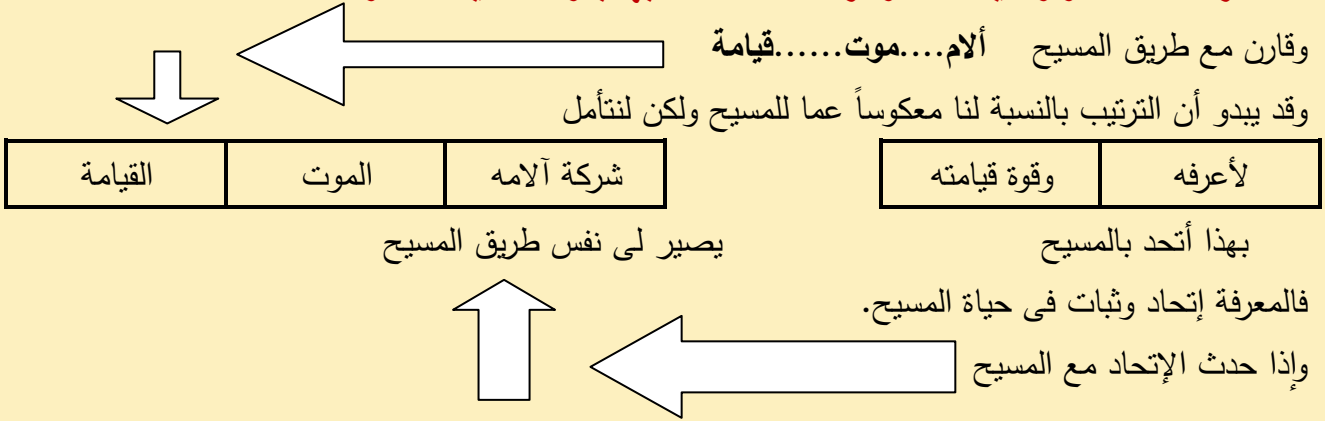 وقارن مع طريق المسيح ألام....موت......قيامة
وقد يبدو أن الترتيب بالنسبة لنا معكوساً عما للمسيح ولكن لنتأمل
لأعرفه وقوة قيامته شركة آلامه الموت القيامة
بهذا أتحد بالمسيح يصير لى نفس طريق المسيح
فالمعرفة إتحاد وثبات فى حياة المسيح.
وإذا حدث الإتحاد مع المسيح